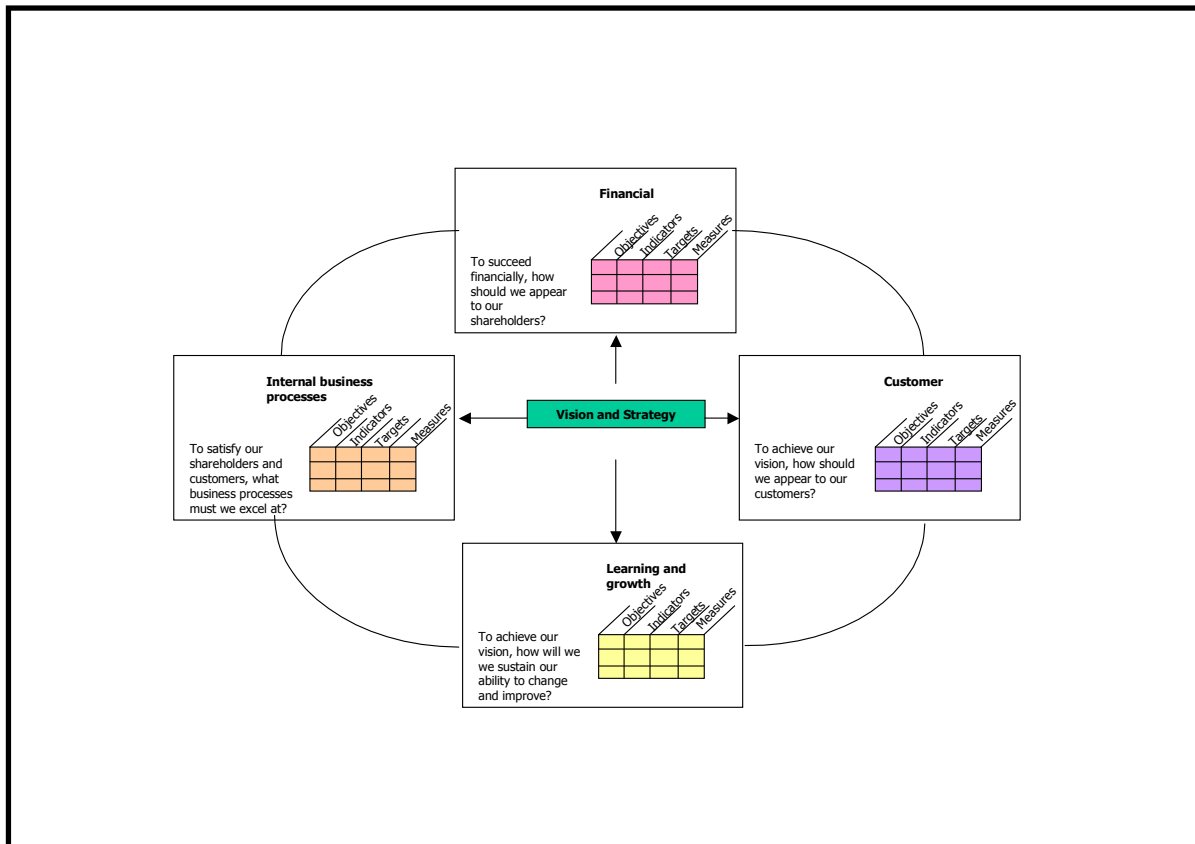 Financial
Objectives
Indicators
Targets
Measures
To succeed
financially, how
should we appear
to our
shareholders?
Internal business
processes
Objectives
Indicators
Targets
Measures
To satisfy our
shareholders and
customers, what
business processes
must we excel at?
Vision and Strategy
Customer
Objectives
Indicators
Targets
Measures
To achieve our
vision, how should
we appear to our
customers?
Learning and
growth
Objectives
Indicators
Targets
Measures
To achieve our
vision, how will we
we sustain our
ability to change
and improve?